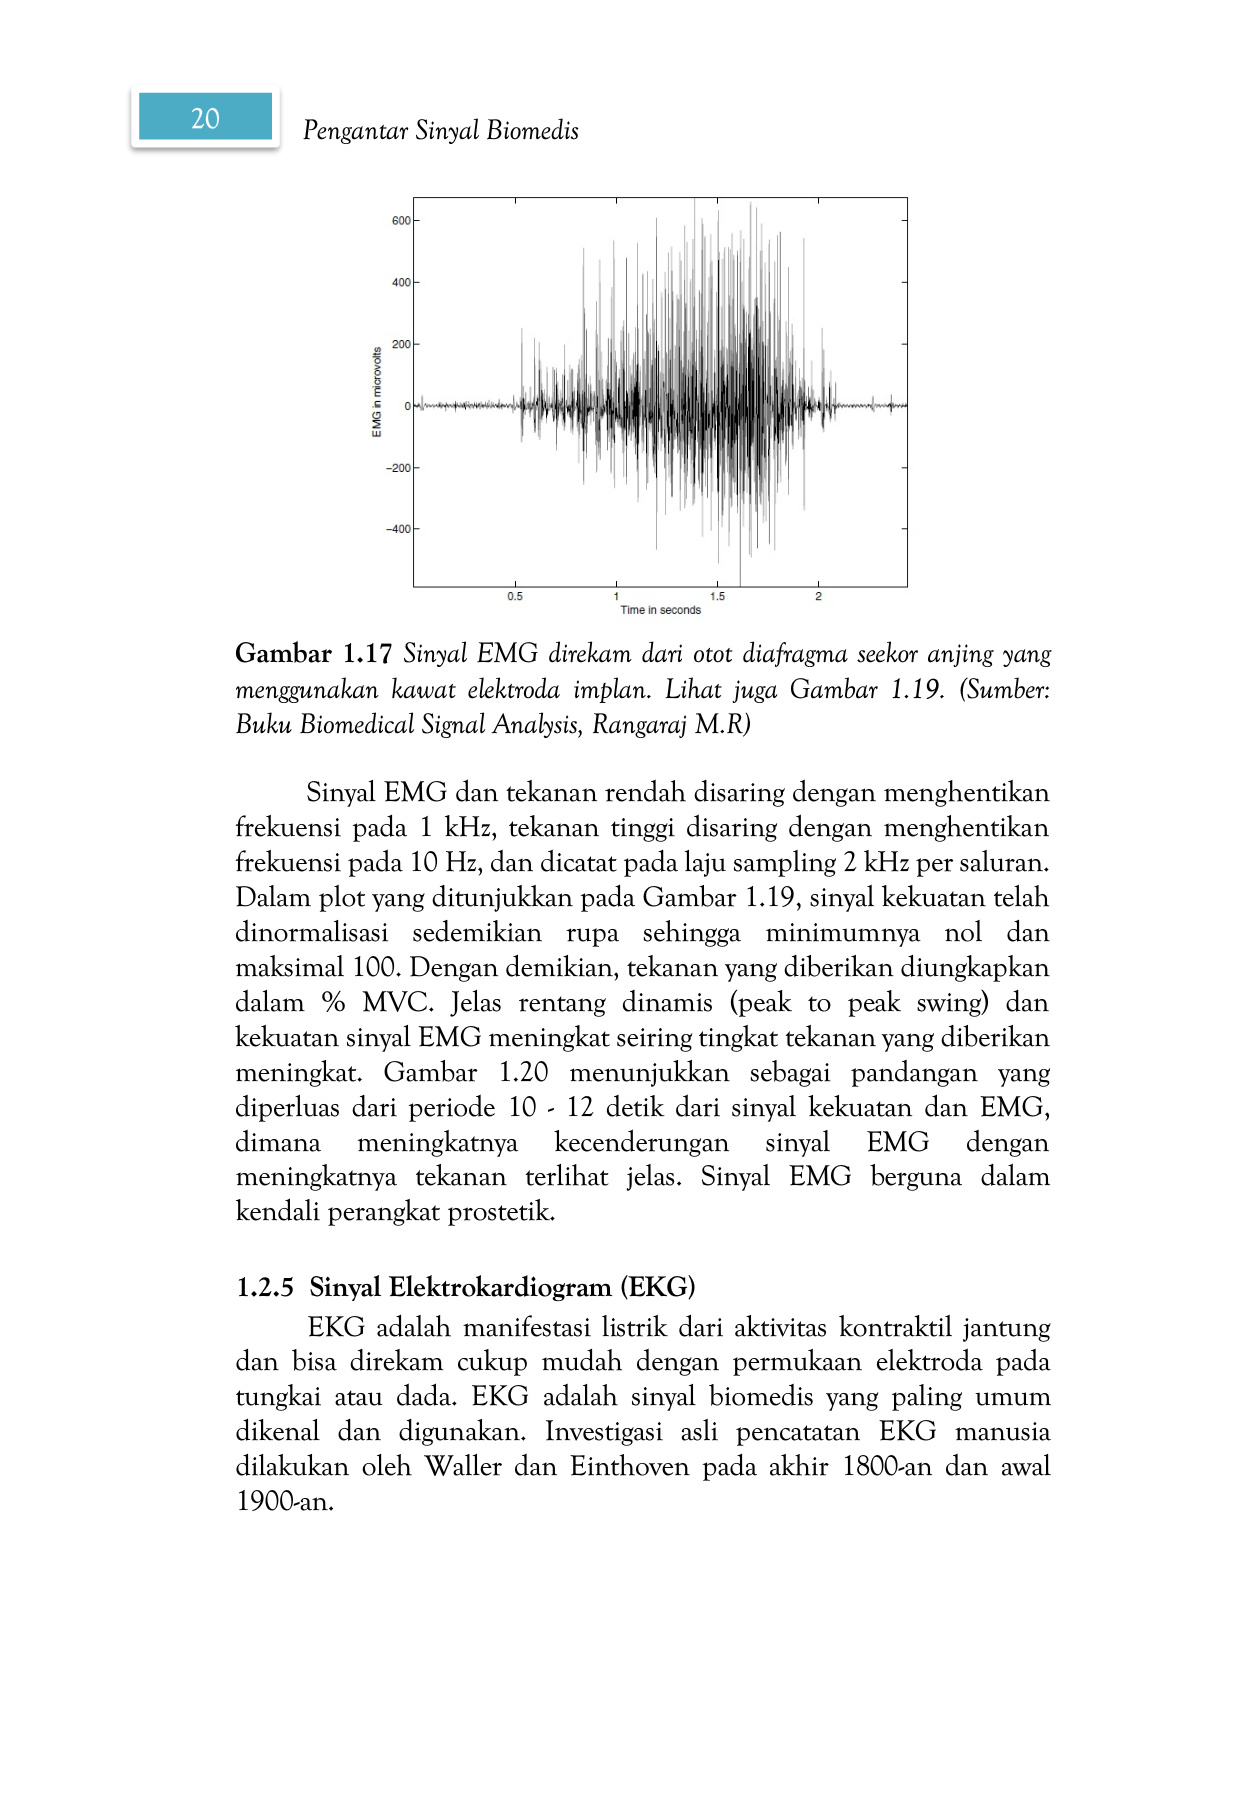 20
Pengantar Sinyal Biomedis
600
400
200
0
−200
−400
EMG in microvolts
0.5
1
1.5
2
Time in seconds
Gambar 1.17 Sinyal EMG direkam dari otot diafragma seekor anjing yang
menggunakan kawat elektroda implan. Lihat juga Gambar 1.19. (Sumber:
Buku Biomedical Signal Analysis, Rangaraj M.R)
Sinyal EMG dan tekanan rendah disaring dengan menghentikan
frekuensi pada 1 kHz, tekanan tinggi disaring dengan menghentikan
frekuensi pada 10 Hz, dan dicatat pada laju sampling 2 kHz per saluran.
Dalam plot yang ditunjukkan pada Gambar 1.19, sinyal kekuatan telah
dinormalisasi sedemikian rupa sehingga minimumnya nol dan
maksimal 100. Dengan demikian, tekanan yang diberikan diungkapkan
dalam % MVC. Jelas rentang dinamis (peak to peak swing) dan
kekuatan sinyal EMG meningkat seiring tingkat tekanan yang diberikan
meningkat. Gambar 1.20 menunjukkan sebagai pandangan yang
diperluas dari periode 10 - 12 detik dari sinyal kekuatan dan EMG,
dimana meningkatnya kecenderungan sinyal EMG dengan
meningkatnya tekanan terlihat jelas. Sinyal EMG berguna dalam
kendali perangkat prostetik.
1.2.5 Sinyal Elektrokardiogram (EKG)
EKG adalah manifestasi listrik dari aktivitas kontraktil jantung
dan bisa direkam cukup mudah dengan permukaan elektroda pada
tungkai atau dada. EKG adalah sinyal biomedis yang paling umum
dikenal dan digunakan. Investigasi asli pencatatan EKG manusia
dilakukan oleh Waller dan Einthoven pada akhir 1800-an dan awal
1900-an.